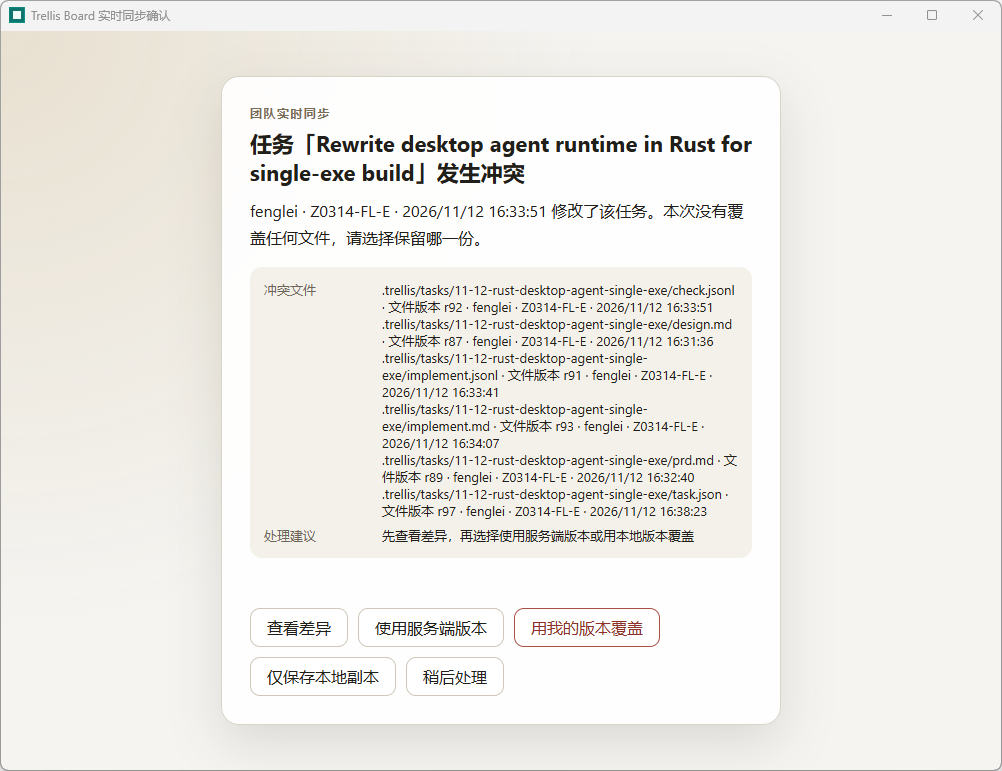 Trellis Board 实时同步确认
团队实时同步
任务「Rewrite desktop agent runtime in Rust for
single-exe build」发生冲突
fenglei · Z0314-FL-E · 2026/11/12 16:33:51 修改了该任务。本次没有覆
盖任何文件，请选择保留哪一份。
冲突文件
.trellis/tasks/11-12-rust-desktop-agent-single-exe/check.jsonl
· 文件版本 r92 · fenglei · Z0314-FL-E · 2026/11/12 16:33:51
.trellis/tasks/11-12-rust-desktop-agent-single-exe/design.md
· 文件版本 r87 · fenglei · Z0314-FL-E · 2026/11/12 16:31:36
.trellis/tasks/11-12-rust-desktop-agent-single-
exe/implement.jsonl · 文件版本 r91 · fenglei · Z0314-FL-E ·
2026/11/12 16:33:41
.trellis/tasks/11-12-rust-desktop-agent-single-
exe/implement.md · 文件版本 r93 · fenglei · Z0314-FL-E ·
2026/11/12 16:34:07
.trellis/tasks/11-12-rust-desktop-agent-single-exe/prd.md · 文
件版本 r89 · fenglei · Z0314-FL-E · 2026/11/12 16:32:40
.trellis/tasks/11-12-rust-desktop-agent-single-exe/task.json ·
文件版本 r97 · fenglei · Z0314-FL-E · 2026/11/12 16:38:23
处理建议
先查看差异，再选择使用服务端版本或用本地版本覆盖
查看差异
使用服务端版本
用我的版本覆盖
仅保存本地副本
稍后处理